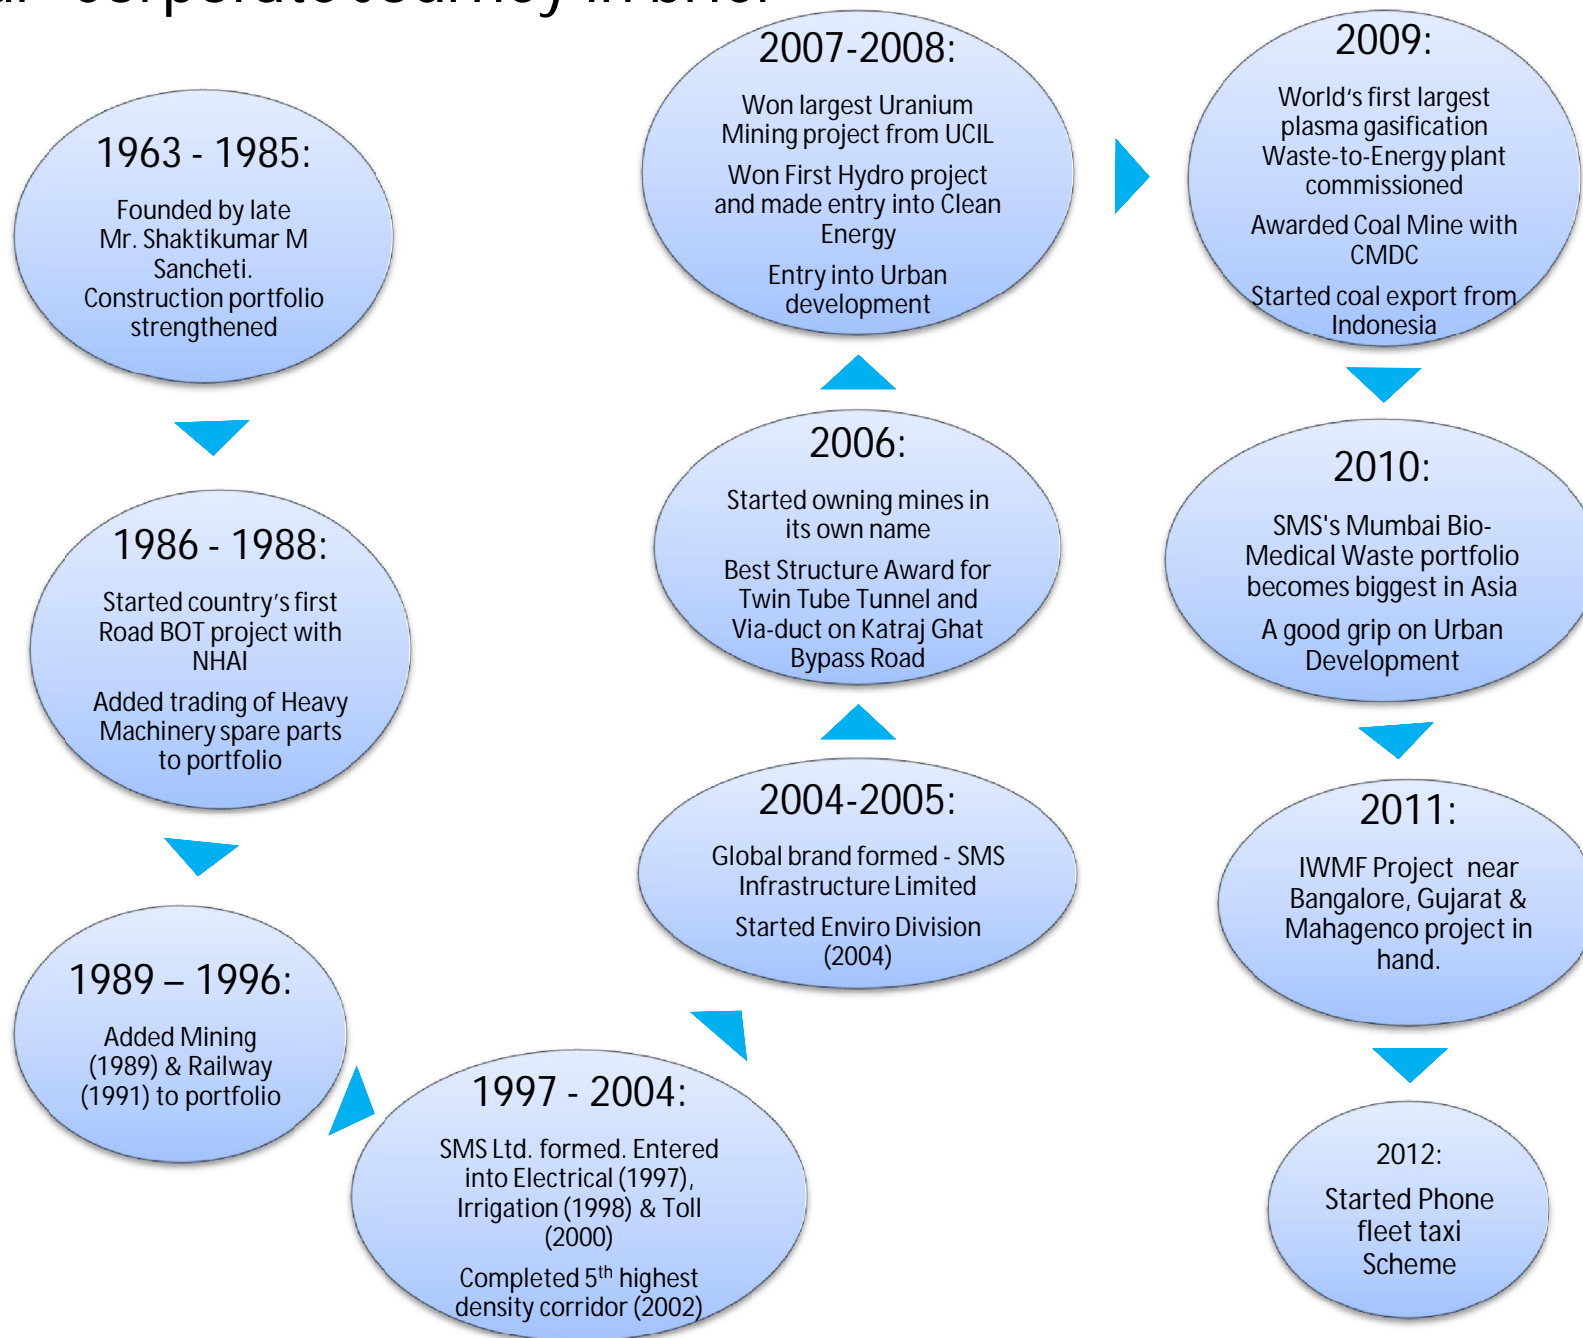 Corporate Journey in brief
1963 - 1985:
Founded by late
Mr. Shaktikumar M
Sancheti.
Construction portfolio
strengthened
1986 - 1988:
Started country's first
Road BOT project with
NHAI
Added trading of Heavy
Machinery spare parts
to portfolio
1989 – 1996:
Added Mining
(1989) & Railway
(1991) to portfolio
1997 - 2004:
SMS Ltd. formed. Entered
into Electrical (1997),
Irrigation (1998) & Toll
(2000)
Completed 5th highest
density corridor (2002)
2004-2005:
Global brand formed - SMS
Infrastructure Limited
Started Enviro Division
(2004)
2006:
Started owning mines in
its own name
Best Structure Award for
Twin Tube Tunnel and
Via-duct on Katraj Ghat
Bypass Road
2007-2008:
Won largest Uranium
Mining project from UCIL
Won First Hydro project
and made entry into Clean
Energy
Entry into Urban
development
2009:
World's first largest
plasma gasification
Waste-to-Energy plant
commissioned
Awarded Coal Mine with
CMDC
Started coal export from
Indonesia
2010:
SMS's Mumbai Bio-
Medical Waste portfolio
becomes biggest in Asia
A good grip on Urban
Development
2011:
IWMF Project near
Bangalore, Gujarat &
Mahagenco project in
hand.
2012:
Started Phone
fleet taxi
Scheme